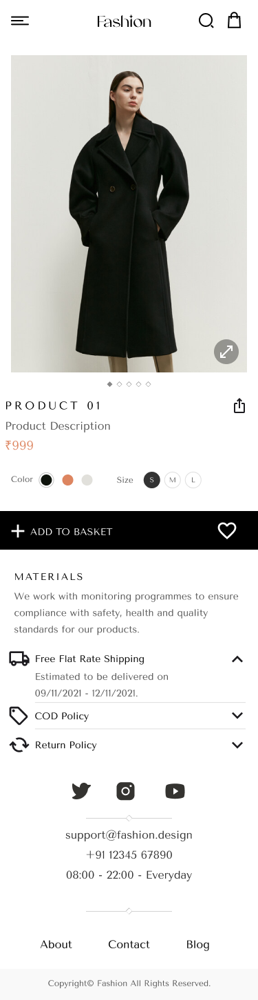 Fashion
PRODUCT 01
Product Description
₹999
Color
Size
S
M
L
ADD TO BASKET
MATERIALS
We work with monitoring programmes to ensure
compliance with safety, health and quality
standards for our products.
Free Flat Rate Shipping
Estimated to be delivered on
09/11/2021 - 12/11/2021.
COD Policy
Return Policy
support@fashion.design
+91 12345 67890
08:00 - 22:00 - Everyday
About
Contact
Blog
Copyright© Fashion All Rights Reserved.